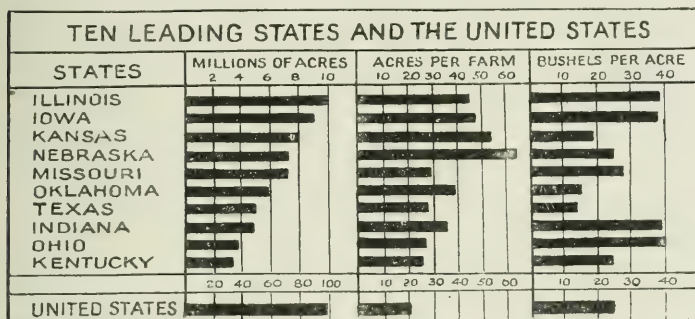 TEN LEADING STATES AND THE UNITED STATES
STATES MILLIONS OF ACRES ACRES PER FARM BUSHELS PER ACRE
2 4 6 8 10 10 20 30 40 50 60 10 20 40
ILLINOIS
IOWA
KANSAS
NEBRASKA
MISSOURI
OKLAHOMA
TEXAS
INDIANA
OHIO
KENTUCKY
20 40 60 80 100 10 20 30 40 50 60 10 20 30 40
UNITED STATES